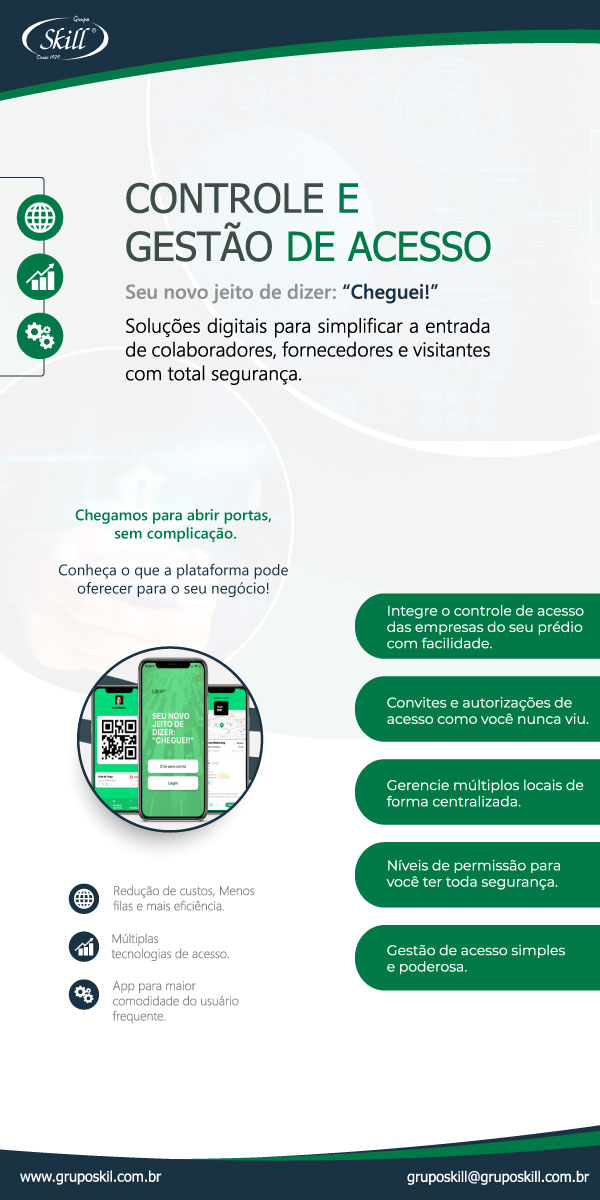 Grupo
Skill®
Desde 1979
CONTROLE E
GESTÃO DE ACESSO
Seu novo jeito de dizer: “Cheguei!”
Soluções digitais para simplificar a entrada
de colaboradores, fornecedores e visitantes
com total segurança.
Chegamos para abrir portas,
sem complicação.
Conheça o que a plataforma pode
oferecer para o seu negócio!
SEU NOVO
JEITO DE
DIZER:
"CHEGUEI!"
Crie uma conta
Login
Redução de custos, Menos
filas e mais eficiência.
Múltiplas
tecnologias de acesso.
App para maior
comodidade do usuário
frequente.
Integre o controle de acesso
das empresas do seu prédio
com facilidade.
Convites e autorizações de
acesso como você nunca viu.
Gerencie múltiplos locais de
forma centralizada.
Níveis de permissão para
você ter toda segurança.
Gestão de acesso simples
e poderosa.
www.gruposkil.com.br
gruposkill@gruposkill.com.br